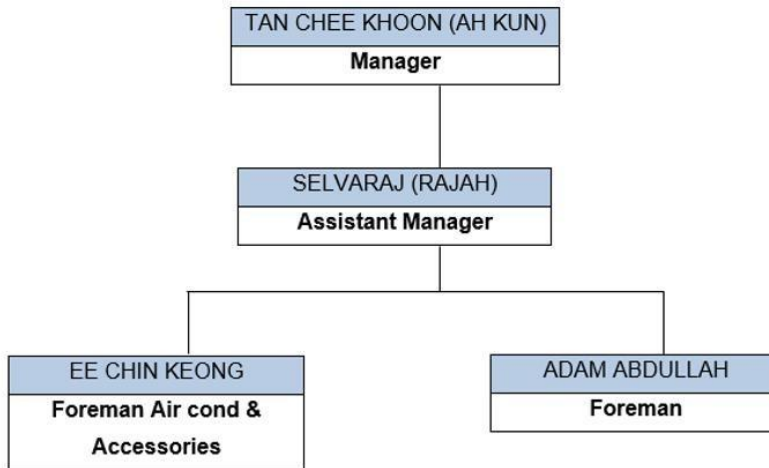 TAN CHEE KHOON (AH KUN)
Manager
SELVARAJ (RAJAH)
Assistant Manager
EE CHIN KEONG
Foreman Air cond &
Accessories
ADAM ABDULLAH
Foreman